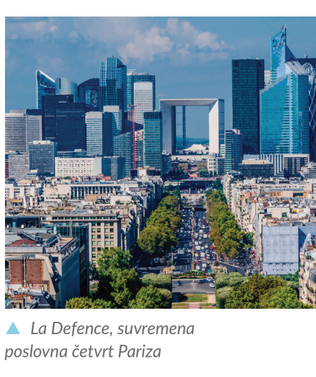 La Defence, suvremena
poslovna četvrt Pariza